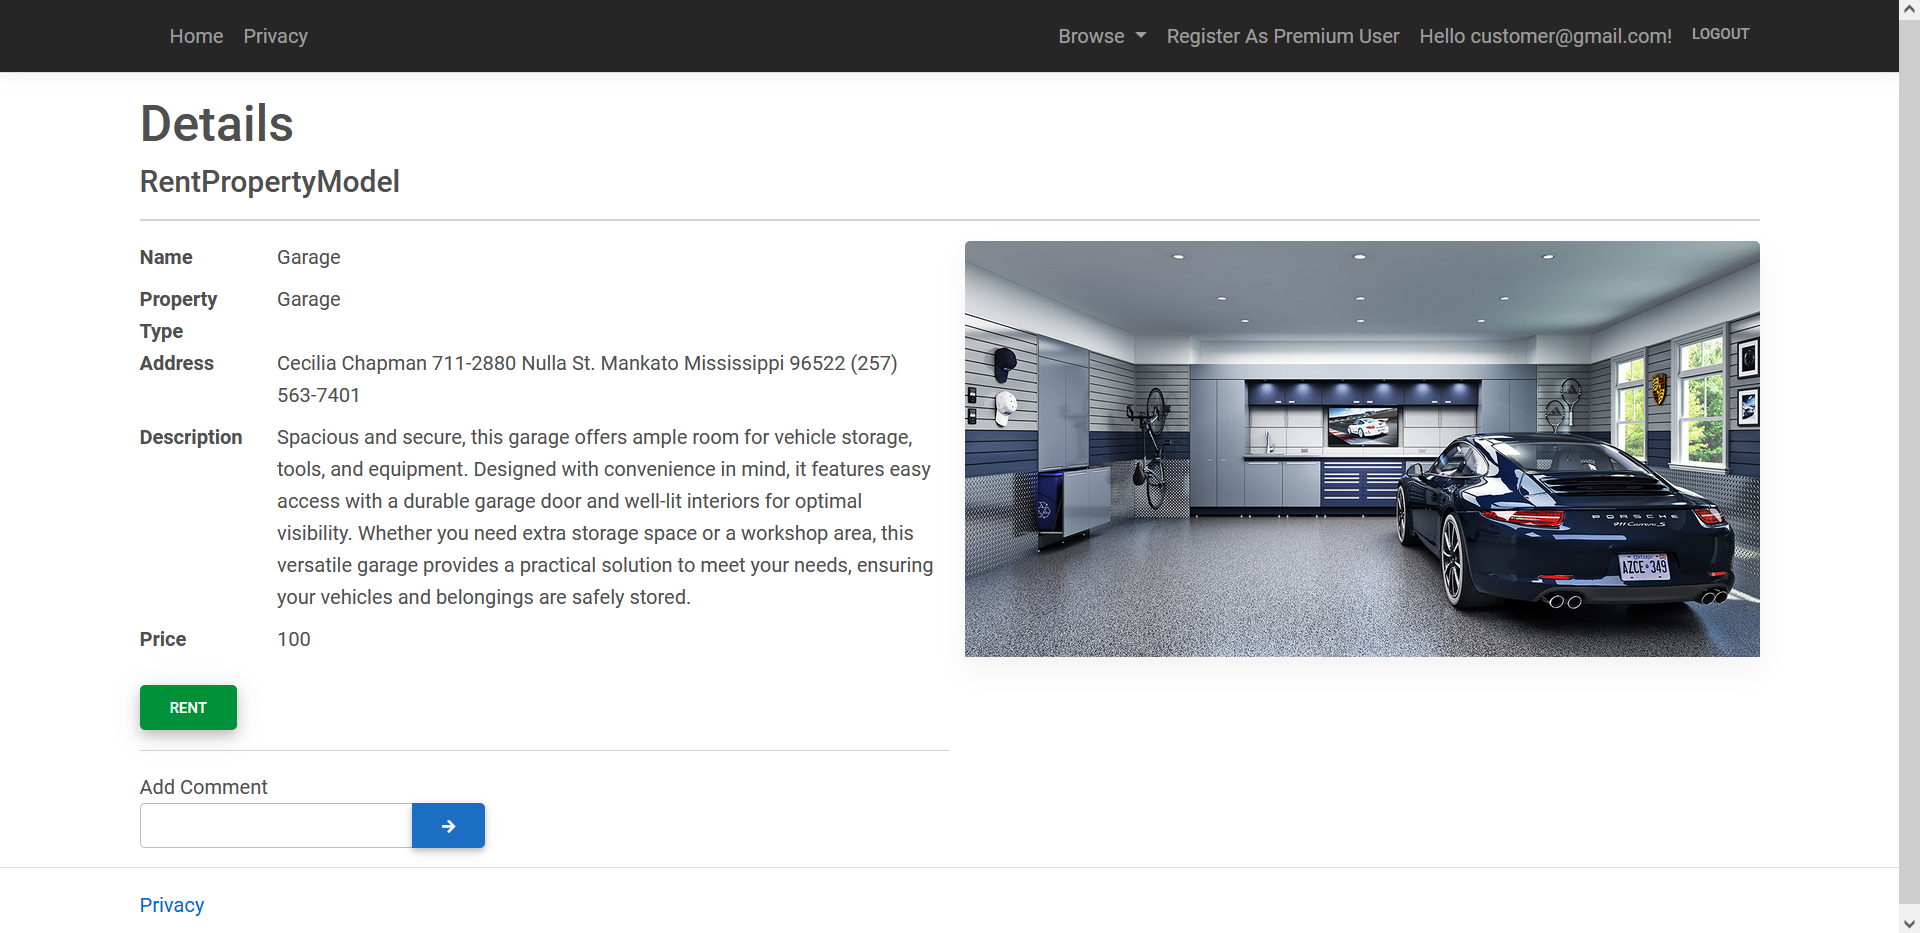 Home Privacy Browse Register As Premium User Hello customer@gmail.com! LOGOUT
Details
RentPropertyModel
Name Garage
Property Type Garage
Address Cecilia Chapman 711-2880 Nulla St. Mankato Mississippi 96522 (257)
563-7401
Description Spacious and secure, this garage offers ample room for vehicle storage,
tools, and equipment. Designed with convenience in mind, it features easy
access with a durable garage door and well-lit interiors for optimal
visibility. Whether you need extra storage space or a workshop area, this
versatile garage provides a practical solution to meet your needs, ensuring
your vehicles and belongings are safely stored.
Price 100
PORSCHE
911 Carrera S
AZCE 349
RENT
Add Comment
Privacy